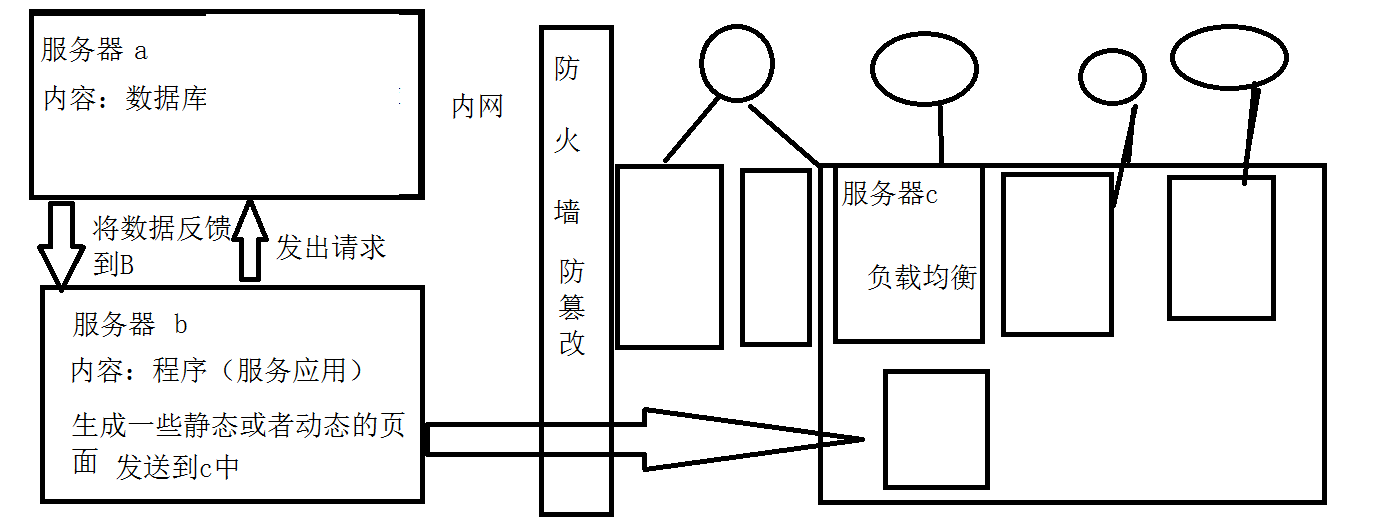 服务器 a
内容：数据库
内网
将数据反馈
到B
发出请求
服务器 b
内容：程序（服务应用）
生成一些静态或者动态的页
面 发送到c中
防
火
墙
防
篡
改
服务器c
负载均衡